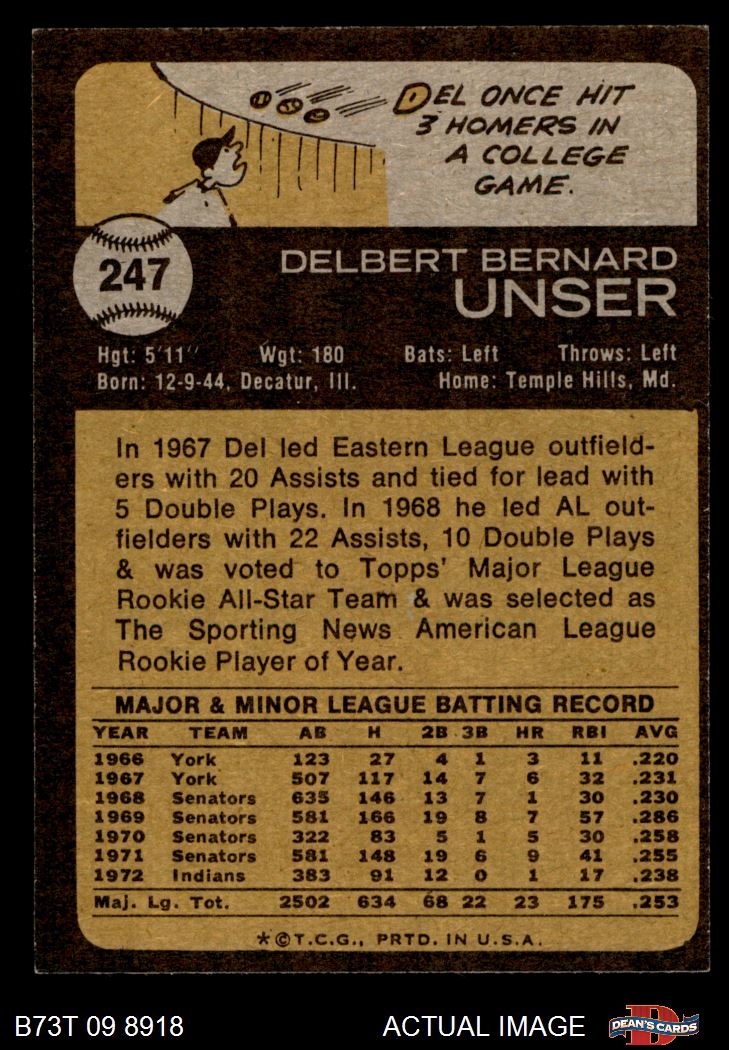 DEL ONCE HIT
3 HOMERS IN
A COLLEGE
GAME.
247
DELBERT BERNARD
UNSER
Hgt: 5'11" Wgt: 180 Bats: Left Throws: Left
Born: 12-9-44, Decatur, Ill. Home: Temple Hills, Md.
In 1967 Del led Eastern League outfield-
ers with 20 Assists and tied for lead with
5 Double Plays. In 1968 he led AL out-
fielders with 22 Assists, 10 Double Plays
& was voted to Topps' Major League
Rookie All-Star Team & was selected as
The Sporting News American League
Rookie Player of Year.
MAJOR & MINOR LEAGUE BATTING RECORD
YEAR TEAM AB H 2B 3B HR RBI AVG
1966 York 123 27 4 1 3 11 .220
1967 York 507 117 14 7 6 32 .231
1968 Senators 635 146 13 7 1 30 .230
1969 Senators 581 166 19 8 7 57 .286
1970 Senators 322 83 5 1 5 30 .258
1971 Senators 581 148 19 6 9 41 .255
1972 Indians 383 91 12 0 1 17 .238
Maj. Lg. Tot. 2502 634 68 22 23 175 .253
*©T.C.G., PRTD. IN U.S.A.
B73T 09 8918 ACTUAL IMAGE
D
DEAN'S CARDS